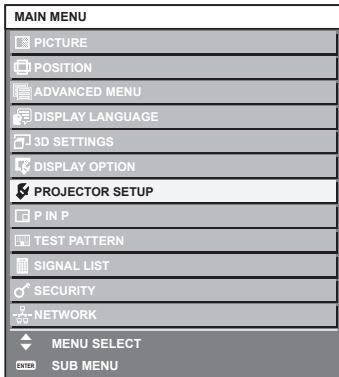 MAIN MENU
PICTURE
POSITION
ADVANCED MENU
DISPLAY LANGUAGE
3D SETTINGS
DISPLAY OPTION
PROJECTOR SETUP
P IN P
TEST PATTERN
SIGNAL LIST
SECURITY
NETWORK
MENU SELECT
ENTER SUB MENU